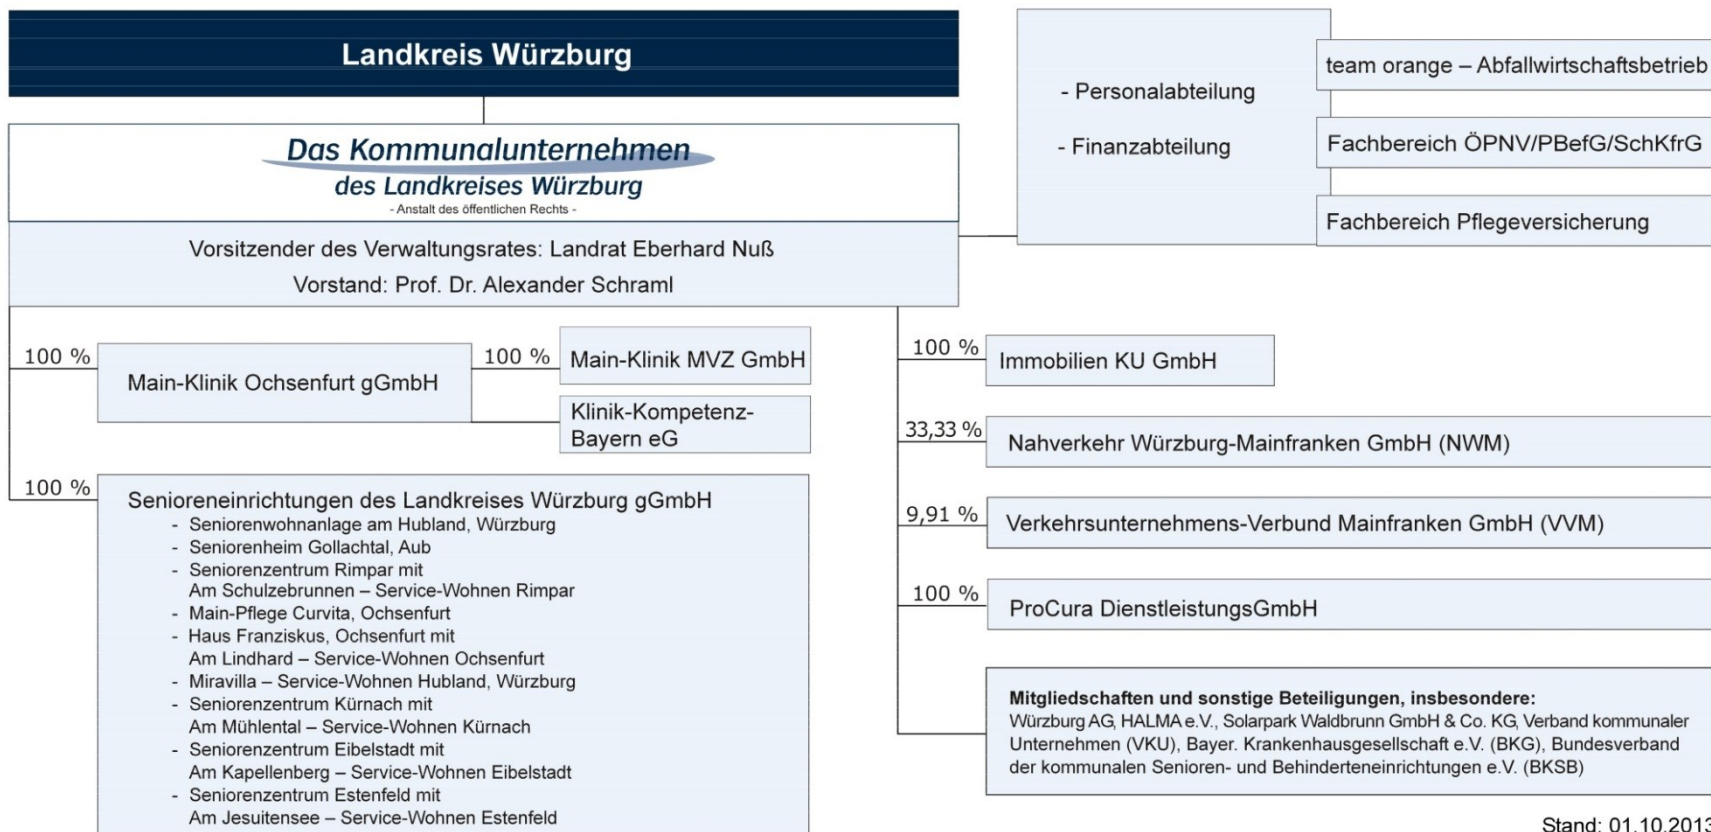 Landkreis Würzburg
Das Kommunalunternehmen
des Landkreises Würzburg
- Anstalt des öffentlichen Rechts -
Vorsitzender des Verwaltungsrates: Landrat Eberhard Nuß
Vorstand: Prof. Dr. Alexander Schraml
- Personalabteilung
- Finanzabteilung
team orange – Abfallwirtschaftsbetrieb
Fachbereich ÖPNV/PBefG/SchKfrG
Fachbereich Pflegeversicherung
100 %
Main-Klinik Ochsenfurt gGmbH
100 %
Main-Klinik MVZ GmbH
Klinik-Kompetenz-
Bayern eG
100 %
Senioreneinrichtungen des Landkreises Würzburg gGmbH
- Seniorenwohnanlage am Hubland, Würzburg
- Seniorenheim Gollachtal, Aub
- Seniorenzentrum Rimpar mit
Am Schulzebrunnen – Service-Wohnen Rimpar
- Main-Pflege Curvita, Ochsenfurt
- Haus Franziskus, Ochsenfurt mit
Am Lindhard – Service-Wohnen Ochsenfurt
- Miravilla – Service-Wohnen Hubland, Würzburg
- Seniorenzentrum Kürnach mit
Am Mühlental – Service-Wohnen Kürnach
- Seniorenzentrum Eibelstadt mit
Am Kapellenberg – Service-Wohnen Eibelstadt
- Seniorenzentrum Estenfeld mit
Am Jesuitensee – Service-Wohnen Estenfeld
100 %
Immobilien KU GmbH
33,33 %
Nahverkehr Würzburg-Mainfranken GmbH (NWM)
9,91 %
Verkehrsunternehmens-Verbund Mainfranken GmbH (VVM)
100 %
ProCura DienstleistungsGmbH
Mitgliedschaften und sonstige Beteiligungen, insbesondere:
Würzburg AG, HALMA e.V., Solarpark Waldbrunn GmbH & Co. KG, Verband kommunaler
Unternehmen (VKU), Bayer. Krankenhausgesellschaft e.V. (BKG), Bundesverband
der kommunalen Senioren- und Behinderteneinrichtungen e.V. (BKSB)
Stand: 01.10.2013